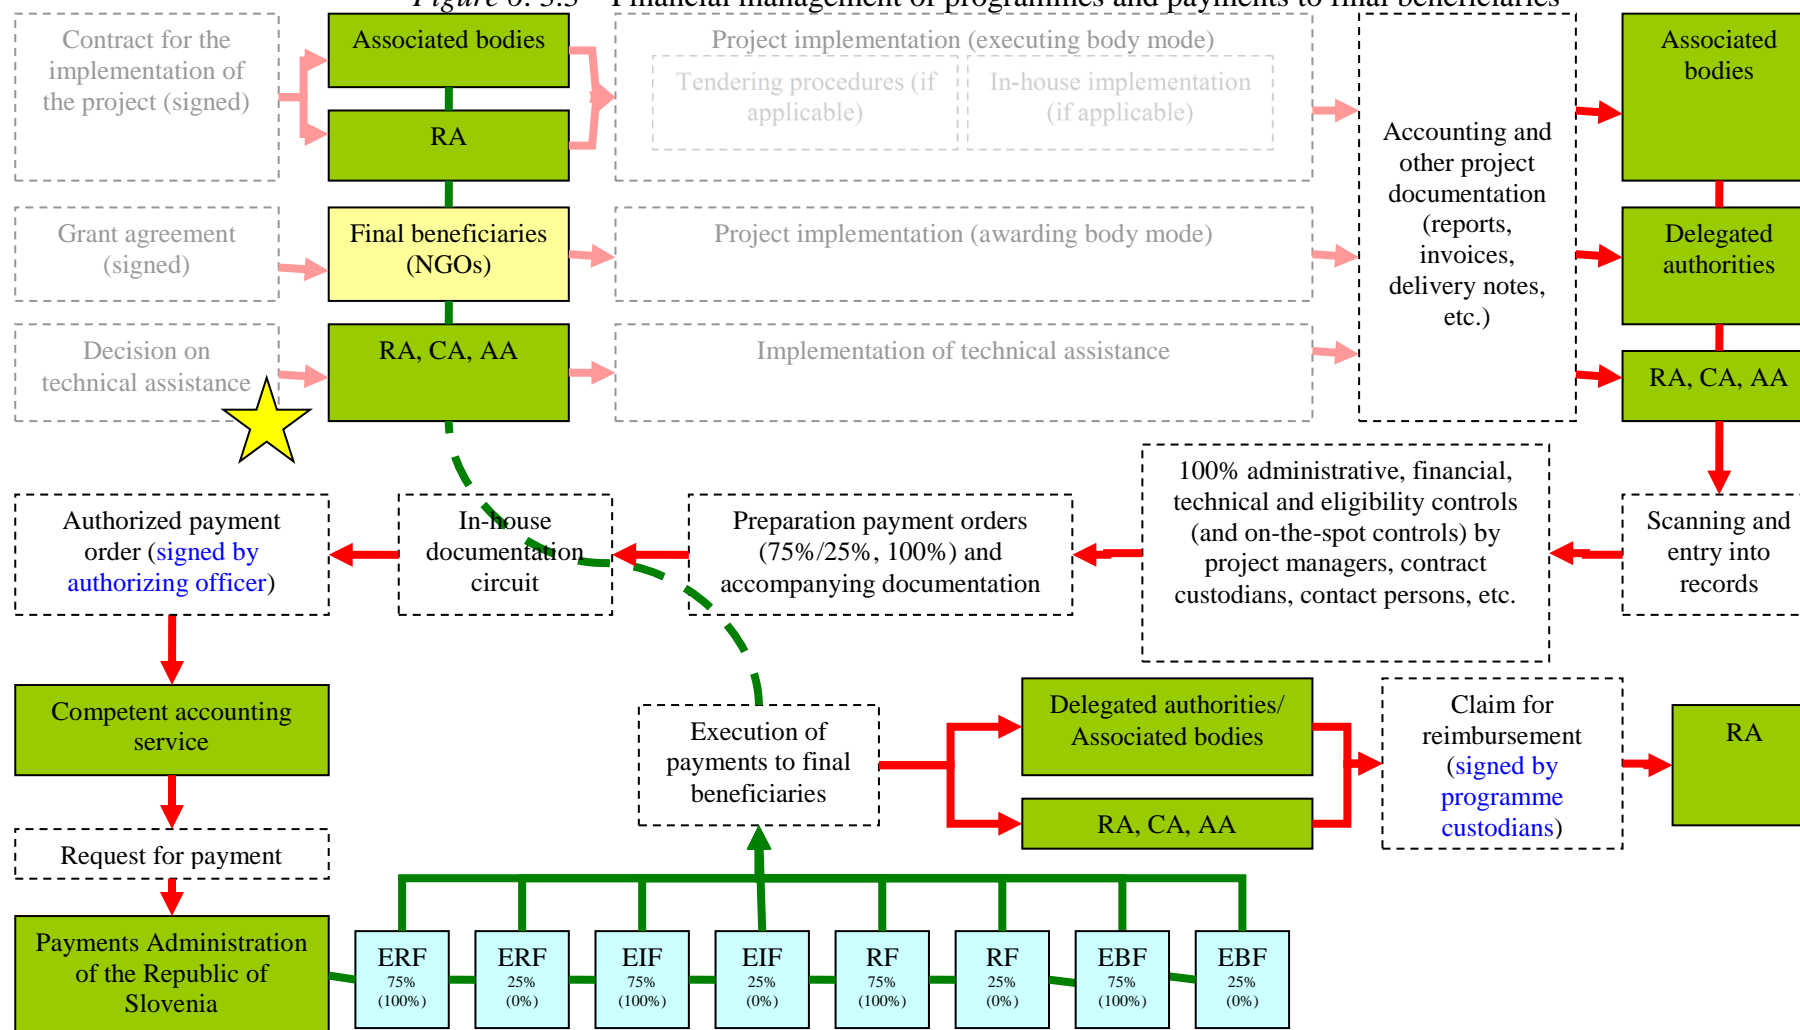 Figure 6: 3.3 – Financial management of programmes and payments to final beneficiaries
Contract for the
implementation of
the project (signed)
Associated bodies
RA
Project implementation (executing body mode)
Tendering procedures (if
applicable)
In-house implementation
(if applicable)
Accounting and
other project
documentation
(reports,
invoices,
delivery notes,
etc.)
Associated
bodies
Grant agreement
(signed)
Final beneficiaries
(NGOs)
Project implementation (awarding body mode)
Delegated
authorities
Decision on
technical assistance
RA, CA, AA
Implementation of technical assistance
RA, CA, AA
Authorized payment
order (signed by
authorizing officer)
In-house
documentation
circuit
Preparation payment orders
(75%/25%, 100%) and
accompanying documentation
100% administrative, financial,
technical and eligibility controls
(and on-the-spot controls) by
project managers, contract
custodians, contact persons, etc.
Scanning and
entry into
records
Competent accounting
service
Execution of
payments to final
beneficiaries
Delegated authorities/
Associated bodies
RA, CA, AA
Claim for
reimbursement
(signed by
programme
custodians)
RA
Request for payment
Payments Administration
of the Republic of
Slovenia
ERF
75%
(100%)
ERF
25%
(0%)
EIF
75%
(100%)
EIF
25%
(0%)
RF
75%
(100%)
RF
25%
(0%)
EBF
75%
(100%)
EBF
25%
(0%)